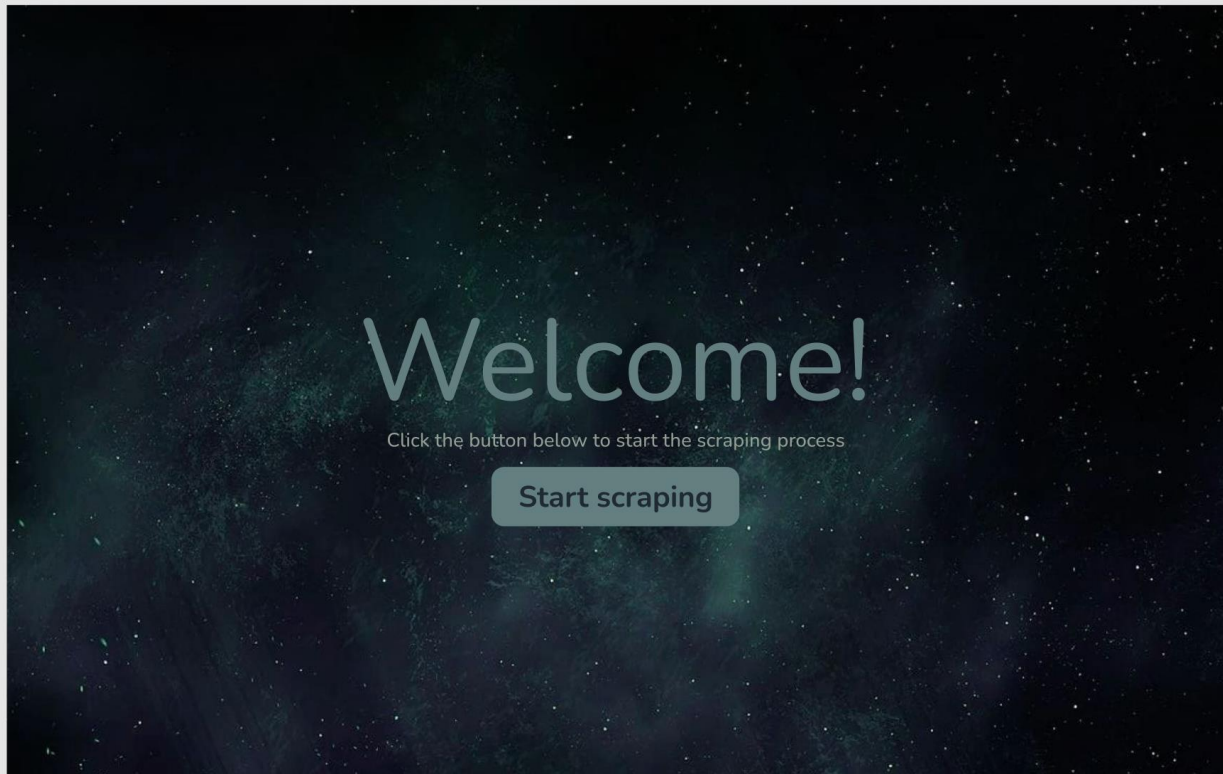 Welcome!
Click the button below to start the scraping process
Start scraping